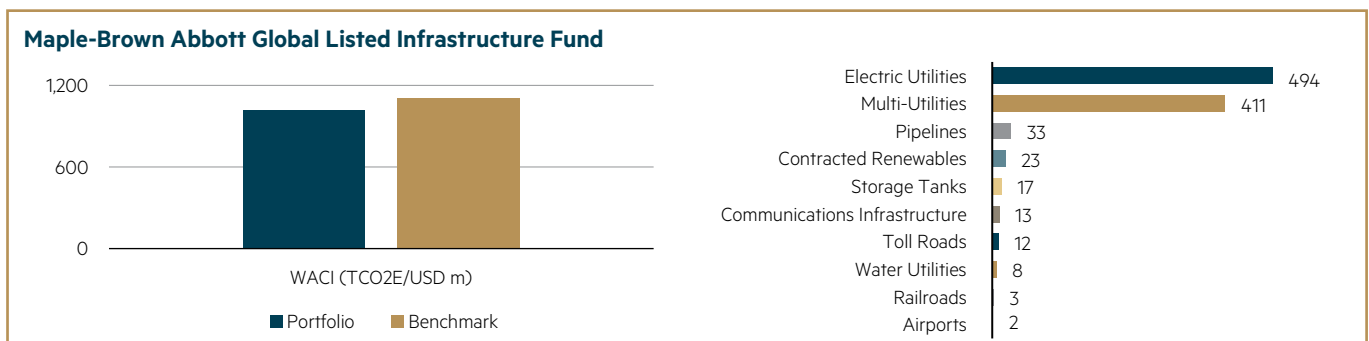 Maple-Brown Abbott Global Listed Infrastructure Fund
1,200
600
0
WACI (TCO2E/USD m)
Portfolio Benchmark
Electric Utilities 494
Multi-Utilities 411
Pipelines 33
Contracted Renewables 23
Storage Tanks 17
Communications Infrastructure 13
Toll Roads 12
Water Utilities 8
Railroads 3
Airports 2